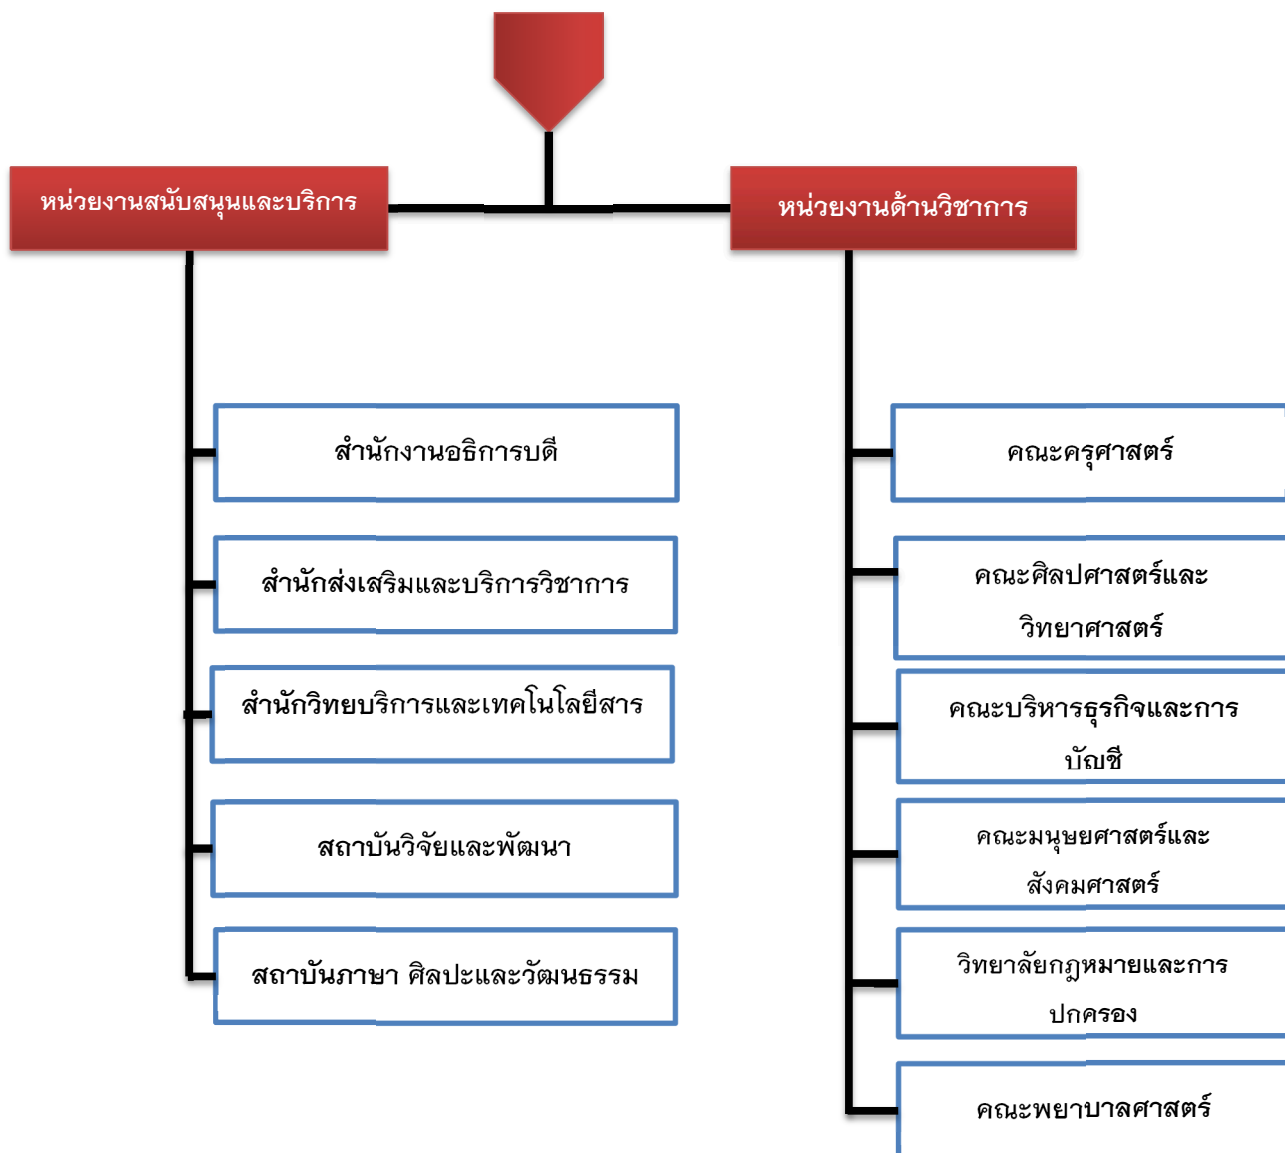 หน่วยงานสนับสนุนและบริการ
หน่วยงานด้านวิชาการ
สำนักงานอธิการบดี
สำนักส่งเสริมและบริการวิชาการ
สำนักวิทยบริการและเทคโนโลยีสาร
สถาบันวิจัยและพัฒนา
สถาบันภาษา ศิลปะและวัฒนธรรม
คณะครุศาสตร์
คณะศิลปศาสตร์และ
วิทยาศาสตร์
คณะบริหารธุรกิจและการ
บัญชี
คณะมนุษยศาสตร์และ
สังคมศาสตร์
วิทยาลัยกฎหมายและการ
ปกครอง
คณะพยาบาลศาสตร์